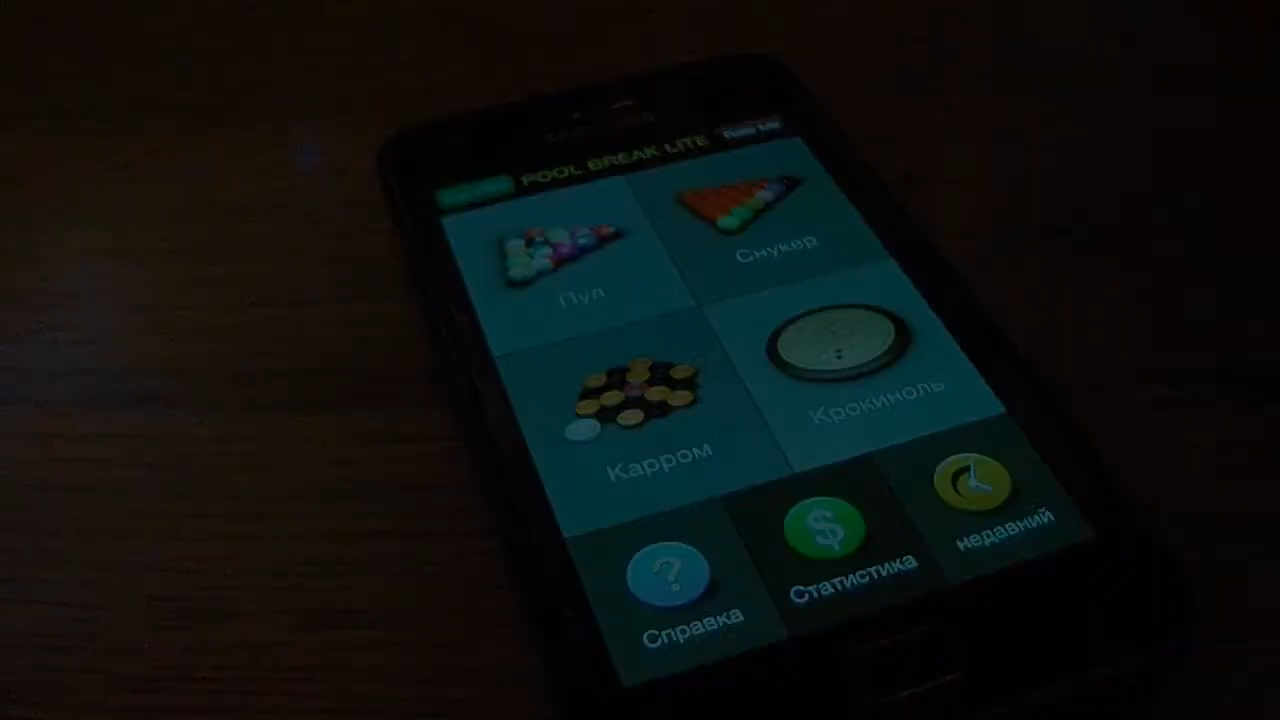 POOL BREAK LITE
Пул
Снукер
Карром
Крокиноль
Справка
Статистика
недавний